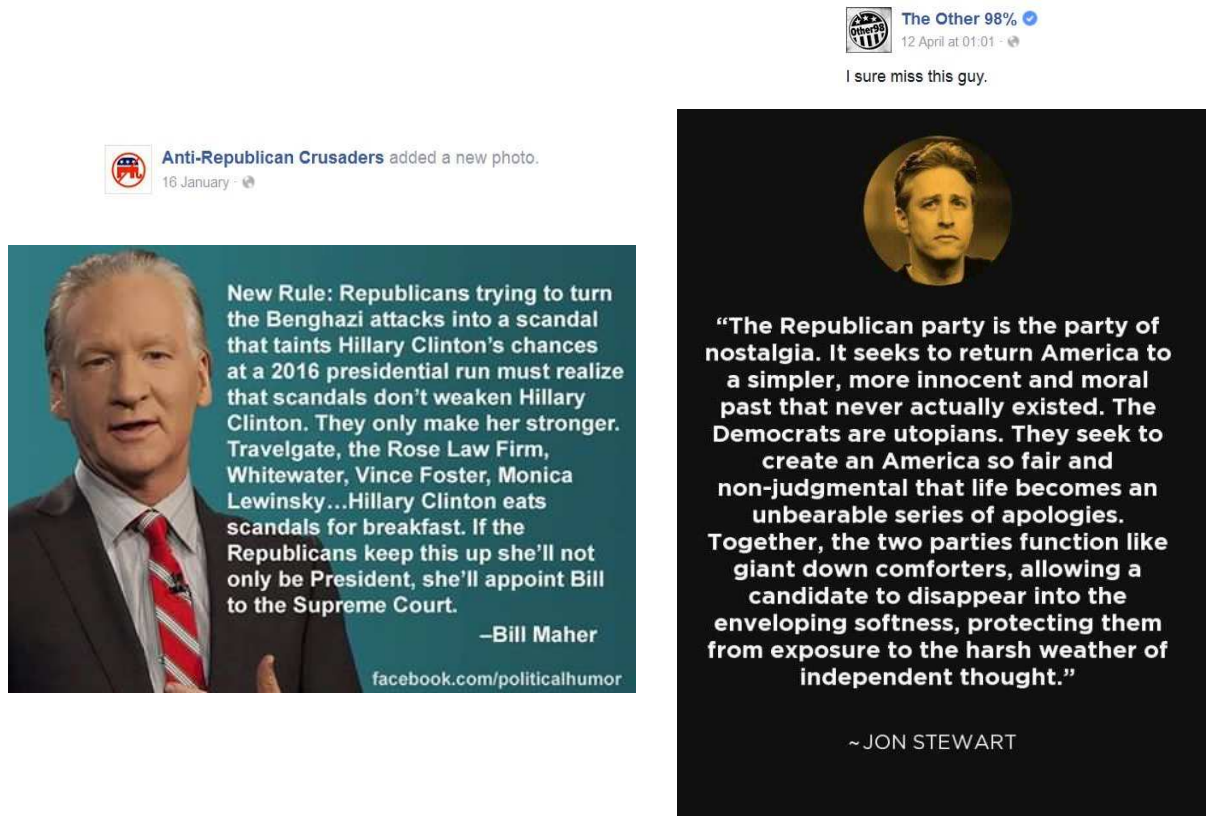 Anti-Republican Crusaders added a new photo.
16 January ·
New Rule: Republicans trying to turn
the Benghazi attacks into a scandal
that taints Hillary Clinton's chances
at a 2016 presidential run must realize
that scandals don't weaken Hillary
Clinton. They only make her stronger.
Travelgate, the Rose Law Firm,
Whitewater, Vince Foster, Monica
Lewinsky...Hillary Clinton eats
scandals for breakfast. If the
Republicans keep this up she'll not
only be President, she'll appoint Bill
to the Supreme Court.
–Bill Maher
facebook.com/politicalhumor
Other98
The Other 98%
12 April at 01:01 ·
I sure miss this guy.
“The Republican party is the party of
nostalgia. It seeks to return America to
a simpler, more innocent and moral
past that never actually existed. The
Democrats are utopians. They seek to
create an America so fair and
non-judgmental that life becomes an
unbearable series of apologies.
Together, the two parties function like
giant down comforters, allowing a
candidate to disappear into the
enveloping softness, protecting them
from exposure to the harsh weather of
independent thought.”
~JON STEWART